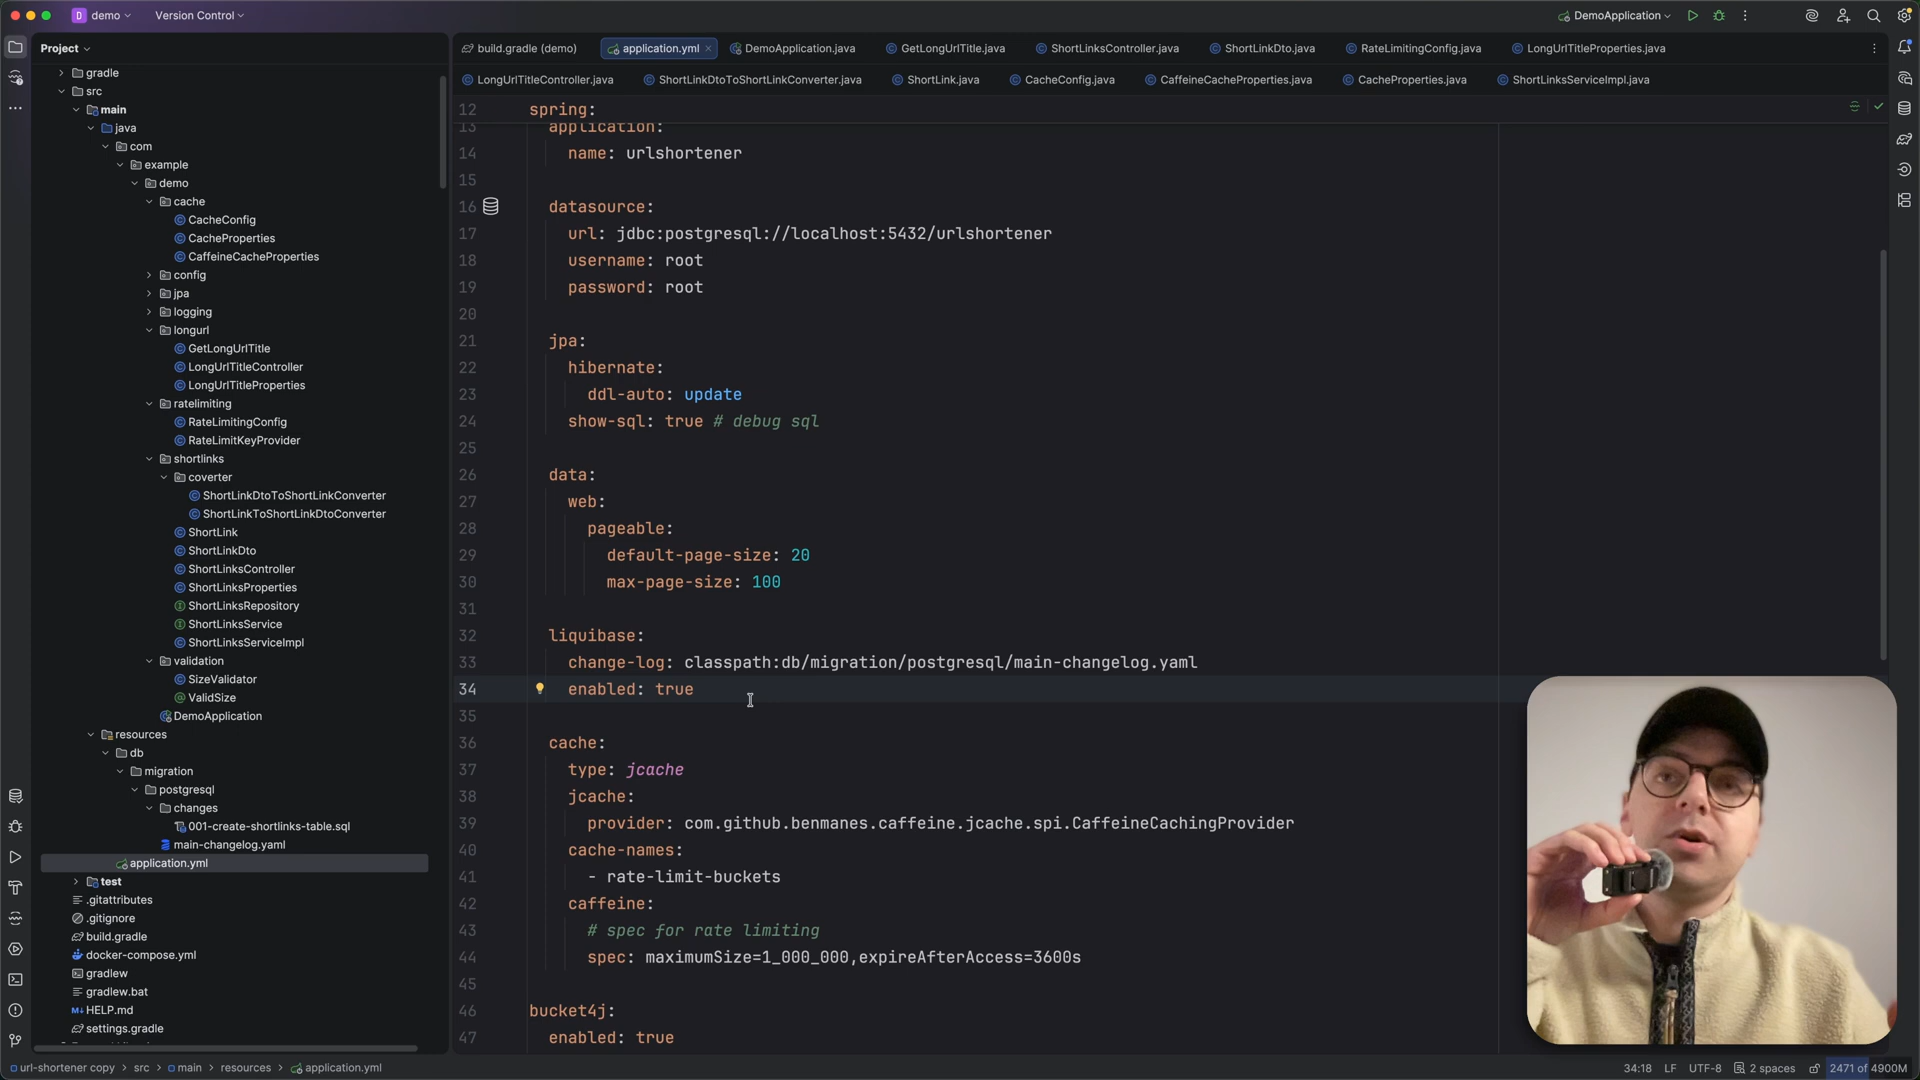 D demo
Version Control
DemoApplication
Project
gradle
src
main
java
com
example
demo
cache
CacheConfig
CacheProperties
CaffeineCacheProperties
config
jpa
logging
longurl
GetLongUrlTitle
LongUrlTitleController
LongUrlTitleProperties
ratelimiting
RateLimitingConfig
RateLimitKeyProvider
shortlinks
coverter
ShortLinkDtoToShortLinkConverter
ShortLinkToShortLinkDtoConverter
ShortLink
ShortLinkDto
ShortLinksController
ShortLinksProperties
ShortLinksRepository
ShortLinksService
ShortLinksServiceImpl
validation
SizeValidator
ValidSize
DemoApplication
resources
db
migration
postgresql
changes
001-create-shortlinks-table.sql
main-changelog.yaml
application.yml
test
.gitattributes
.gitignore
build.gradle
docker-compose.yml
gradlew
gradlew.bat
HELP.md
settings.gradle
build.gradle (demo) application.yml DemoApplication.java GetLongUrlTitle.java ShortLinksController.java ShortLinkDto.java RateLimitingConfig.java LongUrlTitleProperties.java
LongUrlTitleController.java ShortLinkDtoToShortLinkConverter.java ShortLink.java CacheConfig.java CaffeineCacheProperties.java CacheProperties.java ShortLinksServiceImpl.java
12 spring:
13 application:
14 name: urlshortener
15
16 datasource:
17 url: jdbc:postgresql://localhost:5432/urlshortener
18 username: root
19 password: root
20
21 jpa:
22 hibernate:
23 ddl-auto: update
24 show-sql: true # debug sql
25
26 data:
27 web:
28 pageable:
29 default-page-size: 20
30 max-page-size: 100
31
32 liquibase:
33 change-log: classpath:db/migration/postgresql/main-changelog.yaml
34 enabled: true
35
36 cache:
37 type: jcache
38 jcache:
39 provider: com.github.benmanes.caffeine.jcache.spi.CaffeineCachingProvider
40 cache-names:
41 - rate-limit-buckets
42 caffeine:
43 # spec for rate limiting
44 spec: maximumSize=1_000_000,expireAfterAccess=3600s
45
46 bucket4j:
47 enabled: true
url-shortener copy > src > main > resources > application.yml
34:18 LF UTF-8 2 spaces 2471 of 4900M